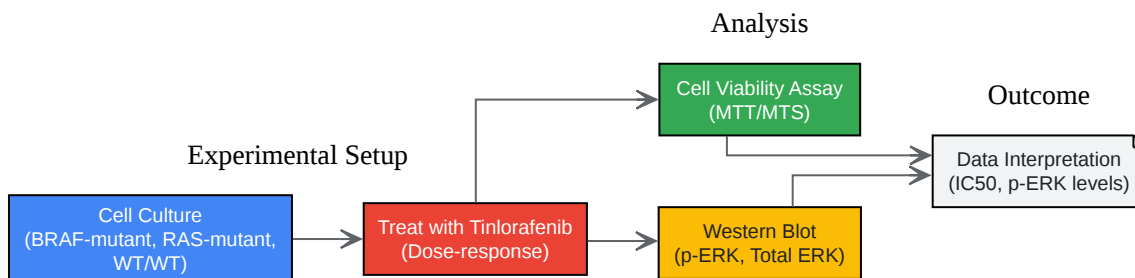 Analysis
Cell Viability Assay
(MTT/MTS)
Outcome
Experimental Setup
Data Interpretation
(IC50, p-ERK levels)
Cell Culture
(BRAF-mutant, RAS-mutant,
WT/WT)
Treat with Tinlorafenib
(Dose-response)
Western Blot
(p-ERK, Total ERK)